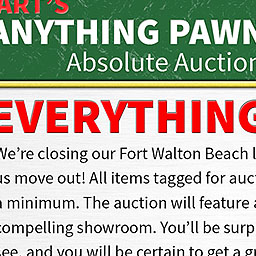 ART'S
ANYTHING PAWN
Absolute Auction
EVERYTHING
We're closing our Fort Walton Beach
us move out! All items tagged for auc
a minimum. The auction will feature a
compelling showroom. You'll be surp
see, and you will be certain to get a